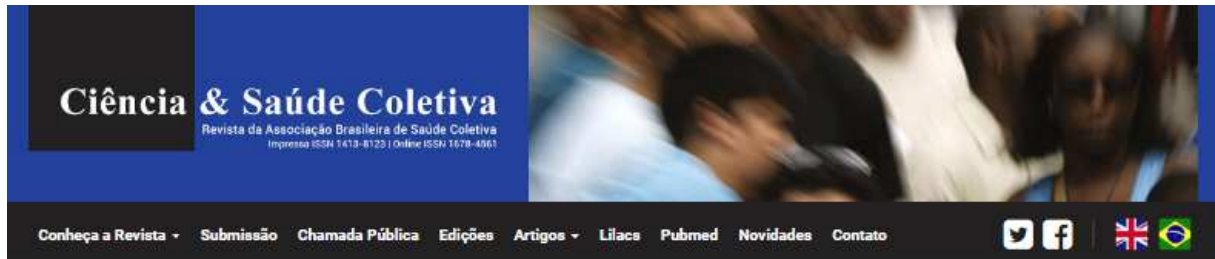 Ciência & Saúde Coletiva
Revista da Associação Brasileira de Saúde Coletiva
Impressa ISSN 1413-8123 | Online ISSN 1678-4561
Conheça a Revista Submissão Chamada Pública Edições Artigos Lilacs Pubmed Novidades Contato